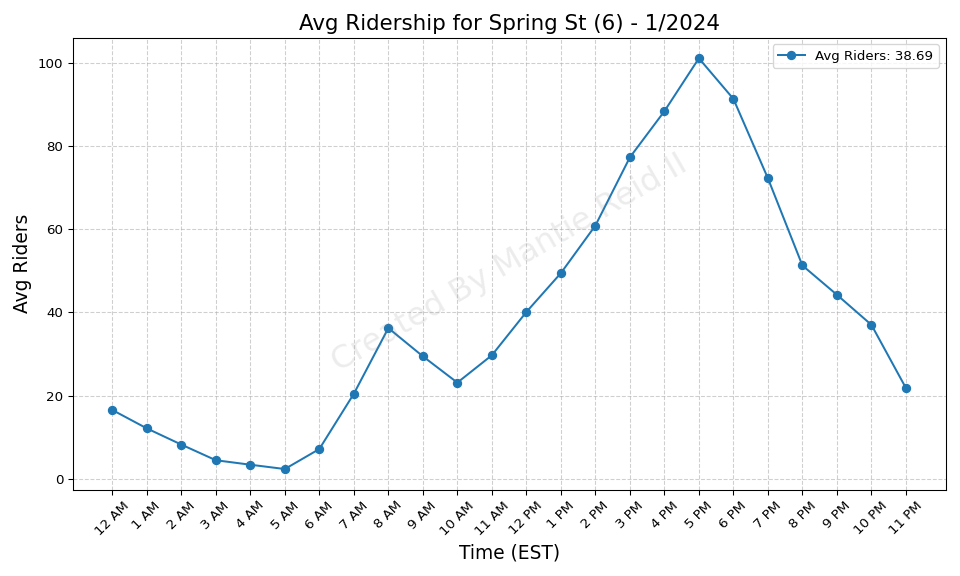 Avg Ridership for Spring St (6) - 1/2024
Avg Riders: 38.69
100
80
60
40
20
0
Avg Riders
Created By Mantie Reid II
12 AM
1 AM
2 AM
3 AM
4 AM
5 AM
6 AM
7 AM
8 AM
9 AM
10 AM
11 AM
12 PM
1 PM
2 PM
3 PM
4 PM
5 PM
6 PM
7 PM
8 PM
9 PM
10 PM
11 PM
Time (EST)